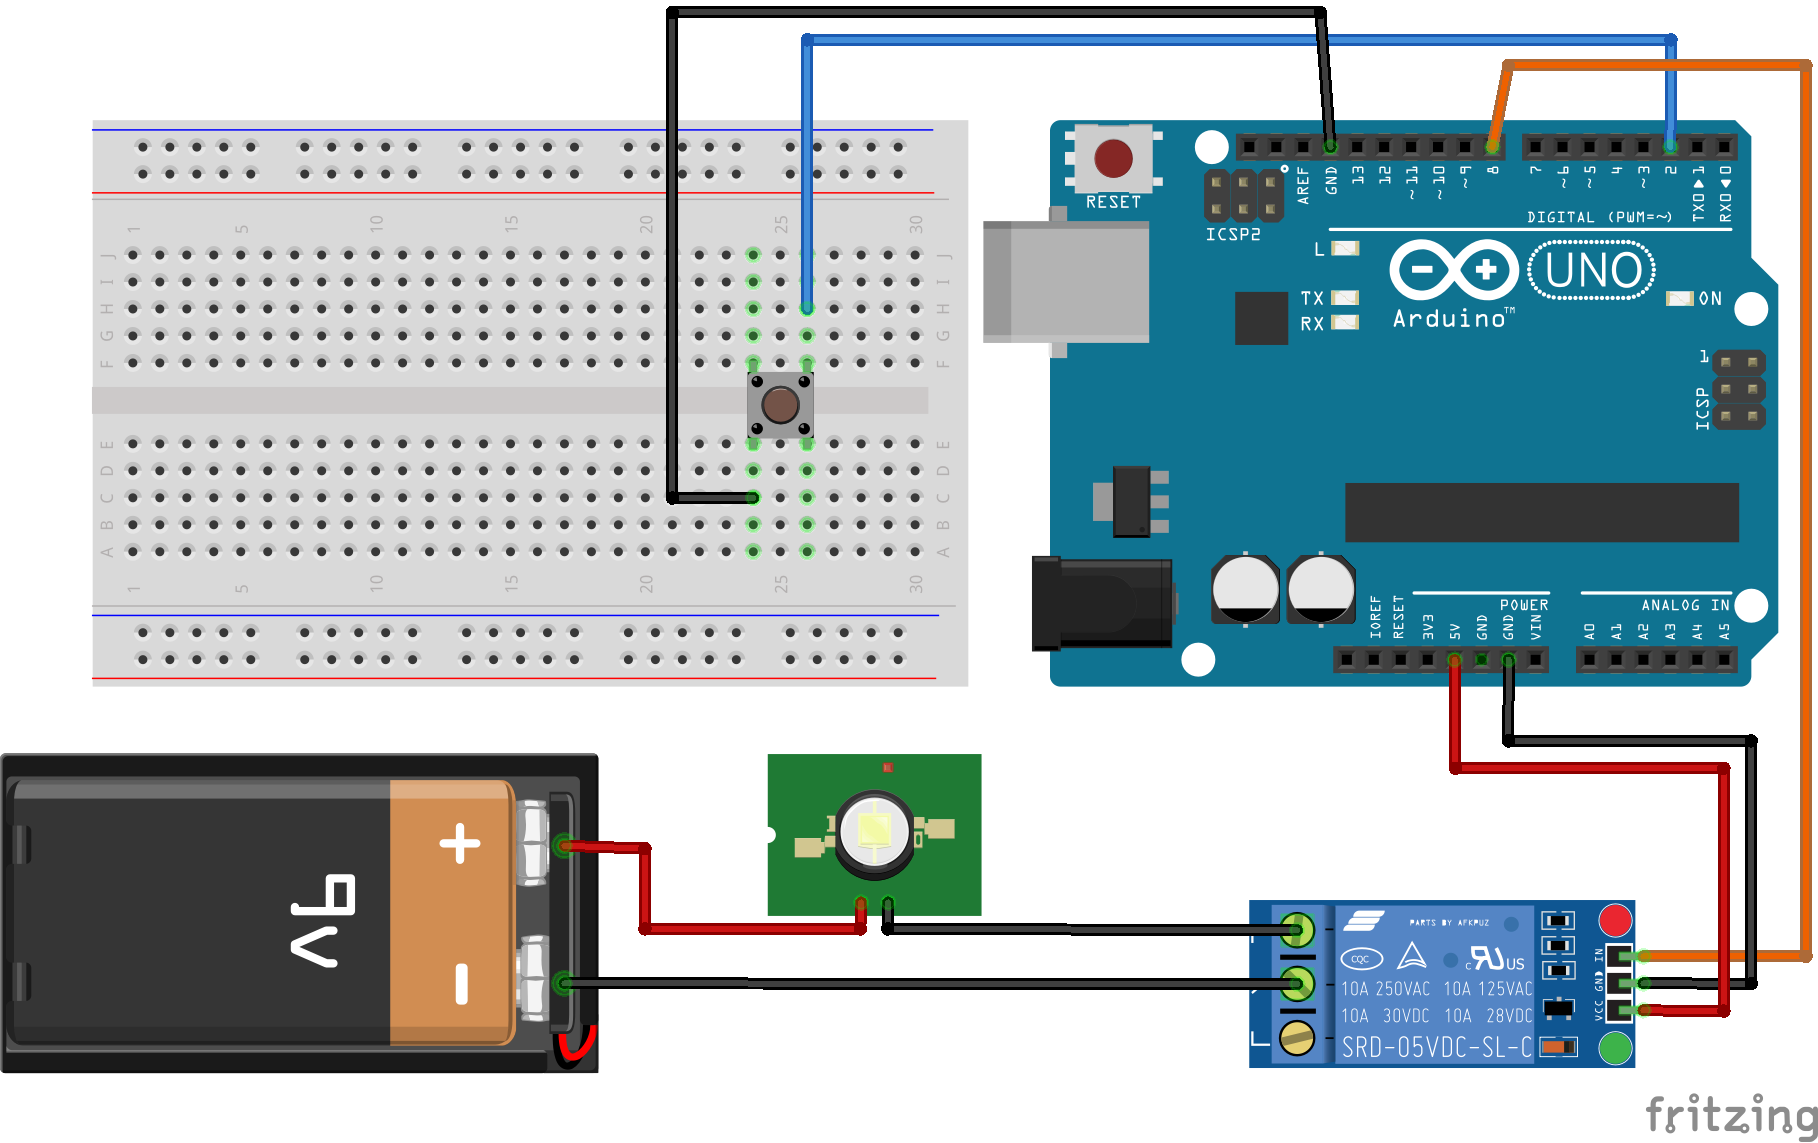 1 5 10 15 20 25 30
J J
I I
H H
G G
F F
E E
D D
C C
B B
A A
1 5 10 15 20 25 30
RESET
ICSP2
AREF
GND
13
12
~11
~10
~9
8
7
~6
~5
4
~3
2
TX0▶1
RX0◀0
DIGITAL (PWM=~)
L
TX
RX
Arduino™
UNO
ON
1
ICSP
IOREF
RESET
3V3
5V
GND
GND
VIN
POWER
A0
A1
A2
A3
A4
A5
ANALOG IN
+
9V
-
PARTS BY AFKPUZ
CQC
c RU US
10A 250VAC 10A 125VAC
10A 30VDC 10A 28VDC
SRD-05VDC-SL-C
IN
GND
VCC
fritzing